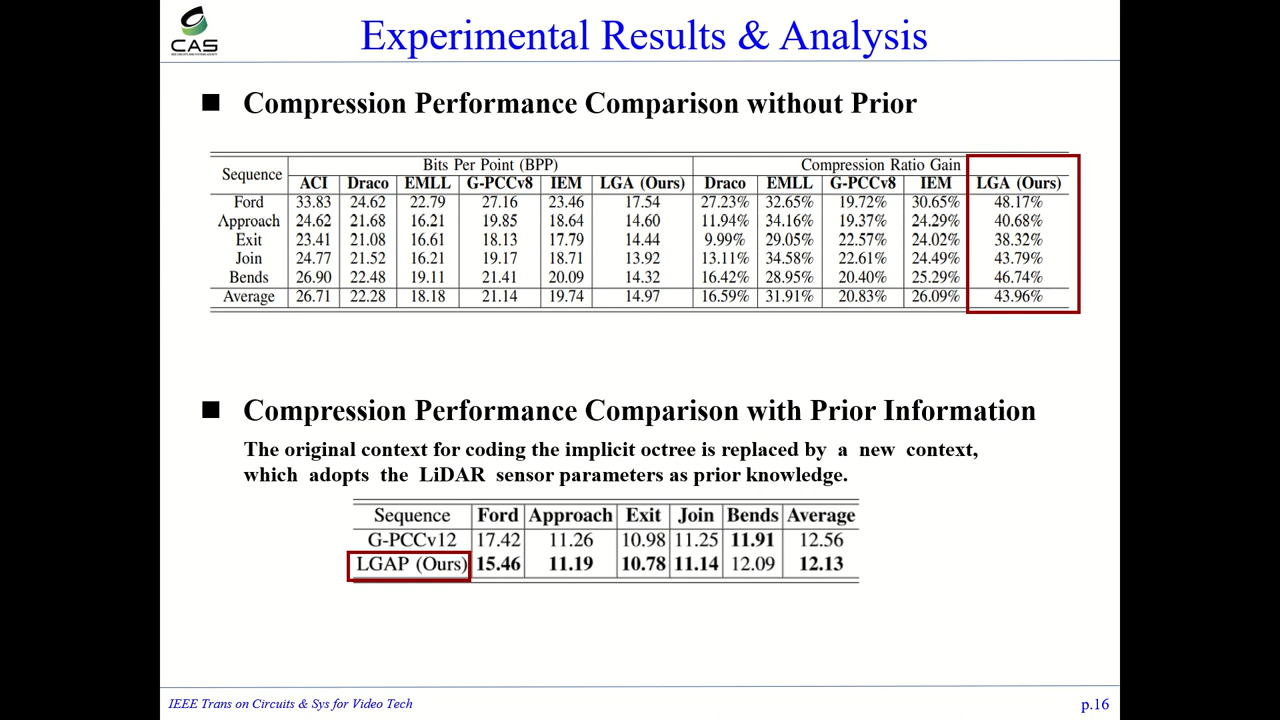 CAS
Experimental Results & Analysis
■ Compression Performance Comparison without Prior
Sequence Bits Per Point (BPP) Compression Ratio Gain
ACI Draco EMLL G-PCCv8 IEM LGA (Ours) Draco EMLL G-PCCv8 IEM LGA (Ours)
Ford 33.83 24.62 22.79 27.16 23.46 17.54 27.23% 32.65% 19.72% 30.65% 48.17%
Approach 24.62 21.68 16.21 19.85 18.64 14.60 11.94% 34.16% 19.37% 24.29% 40.68%
Exit 23.41 21.08 16.61 18.13 17.79 14.44 9.99% 29.05% 22.57% 24.02% 38.32%
Join 24.77 21.52 16.21 19.17 18.71 13.92 13.11% 34.58% 22.61% 24.49% 43.79%
Bends 26.90 22.48 19.11 21.41 20.09 14.32 16.42% 28.95% 20.40% 25.29% 46.74%
Average 26.71 22.28 18.18 21.14 19.74 14.97 16.59% 31.91% 20.83% 26.09% 43.96%
■ Compression Performance Comparison with Prior Information
The original context for coding the implicit octree is replaced by a new context,
which adopts the LiDAR sensor parameters as prior knowledge.
Sequence Ford Approach Exit Join Bends Average
G-PCCv12 17.42 11.26 10.98 11.25 11.91 12.56
LGAP (Ours) 15.46 11.19 10.78 11.14 12.09 12.13
IEEE Trans on Circuits & Sys for Video Tech
p.16